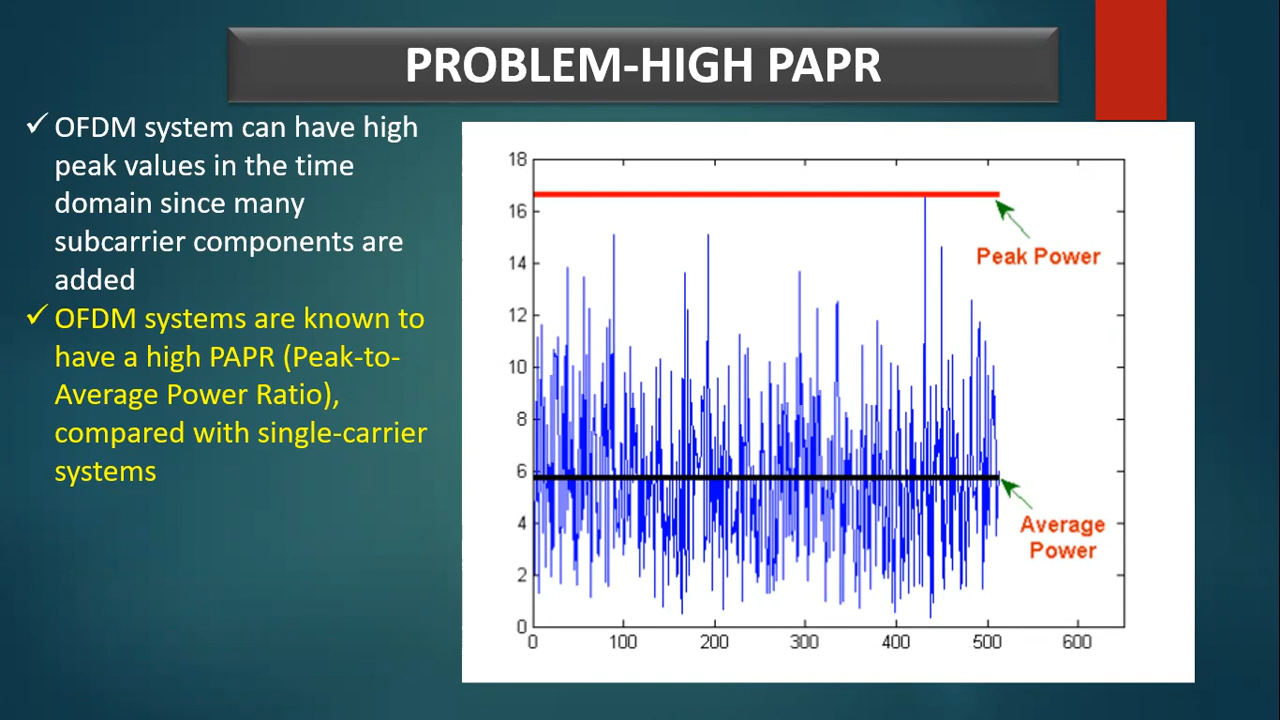 PROBLEM-HIGH PAPR
✓ OFDM system can have high
peak values in the time
domain since many
subcarrier components are
added
✓ OFDM systems are known to
have a high PAPR (Peak-to-
Average Power Ratio),
compared with single-carrier
systems
18
16
14
12
10
8
6
4
2
0
Peak Power
Average
Power
0 100 200 300 400 500 600